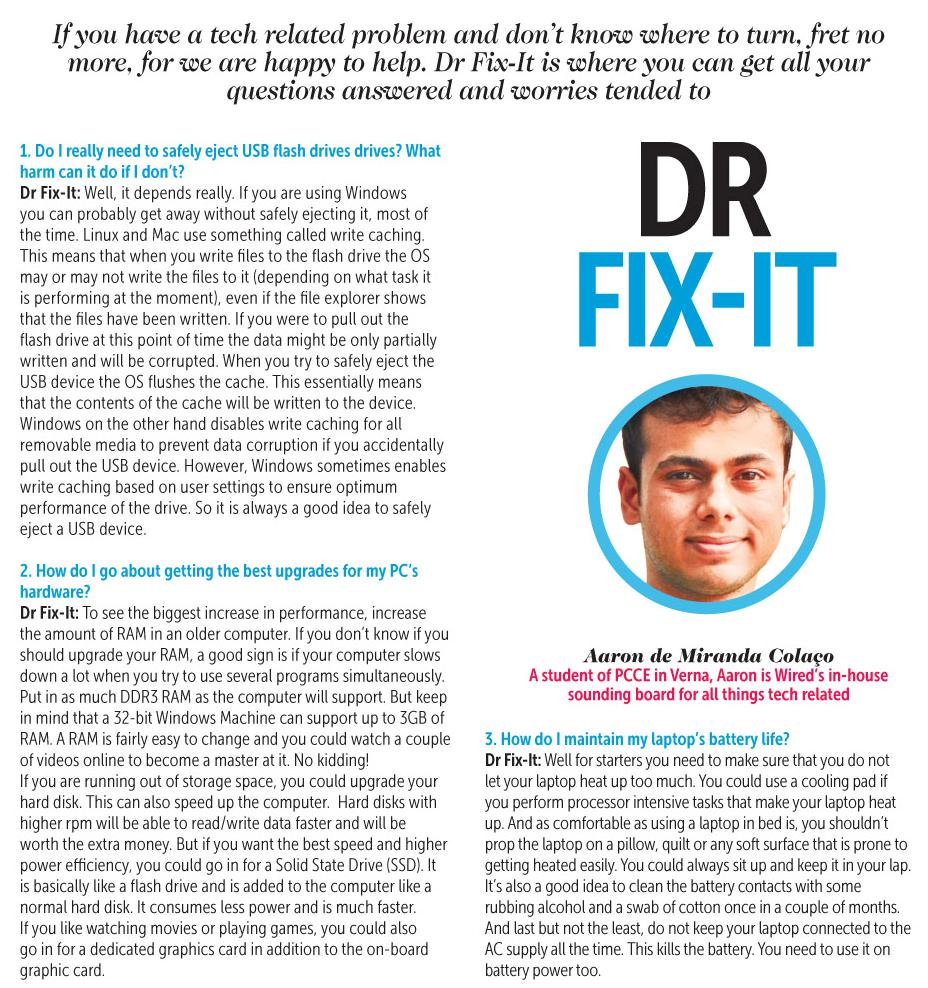 If you have a tech related problem and don't know where to turn, fret no
more, for we are happy to help. Dr Fix-It is where you can get all your
questions answered and worries tended to
1. Do I really need to safely eject USB flash drives drives? What
harm can it do if I don't?
Dr Fix-It: Well, it depends really. If you are using Windows
you can probably get away without safely ejecting it, most of
the time. Linux and Mac use something called write caching.
This means that when you write files to the flash drive the OS
may or may not write the files to it (depending on what task it
is performing at the moment), even if the file explorer shows
that the files have been written. If you were to pull out the
flash drive at this point of time the data might be only partially
written and will be corrupted. When you try to safely eject the
USB device the OS flushes the cache. This essentially means
that the contents of the cache will be written to the device.
Windows on the other hand disables write caching for all
removable media to prevent data corruption if you accidentally
pull out the USB device. However, Windows sometimes enables
write caching based on user settings to ensure optimum
performance of the drive. So it is always a good idea to safely
eject a USB device.
2. How do I go about getting the best upgrades for my PC's
hardware?
Dr Fix-It: To see the biggest increase in performance, increase
the amount of RAM in an older computer. If you don't know if you
should upgrade your RAM, a good sign is if your computer slows
down a lot when you try to use several programs simultaneously.
Put in as much DDR3 RAM as the computer will support. But keep
in mind that a 32-bit Windows Machine can support up to 3GB of
RAM. A RAM is fairly easy to change and you could watch a couple
of videos online to become a master at it. No kidding!
If you are running out of storage space, you could upgrade your
hard disk. This can also speed up the computer. Hard disks with
higher rpm will be able to read/write data faster and will be
worth the extra money. But if you want the best speed and higher
power efficiency, you could go in for a Solid State Drive (SSD). It
is basically like a flash drive and is added to the computer like a
normal hard disk. It consumes less power and is much faster.
If you like watching movies or playing games, you could also
go in for a dedicated graphics card in addition to the on-board
graphic card.
DR
FIX-IT
Aaron de Miranda Colaço
A student of PCCE in Verna, Aaron is Wired's in-house
sounding board for all things tech related
3. How do I maintain my laptop's battery life?
Dr Fix-It: Well for starters you need to make sure that you do not
let your laptop heat up too much. You could use a cooling pad if
you perform processor intensive tasks that make your laptop heat
up. And as comfortable as using a laptop in bed is, you shouldn't
prop the laptop on a pillow, quilt or any soft surface that is prone to
getting heated easily. You could always sit up and keep it in your lap.
It's also a good idea to clean the battery contacts with some
rubbing alcohol and a swab of cotton once in a couple of months.
And last but not the least, do not keep your laptop connected to the
AC supply all the time. This kills the battery. You need to use it on
battery power too.